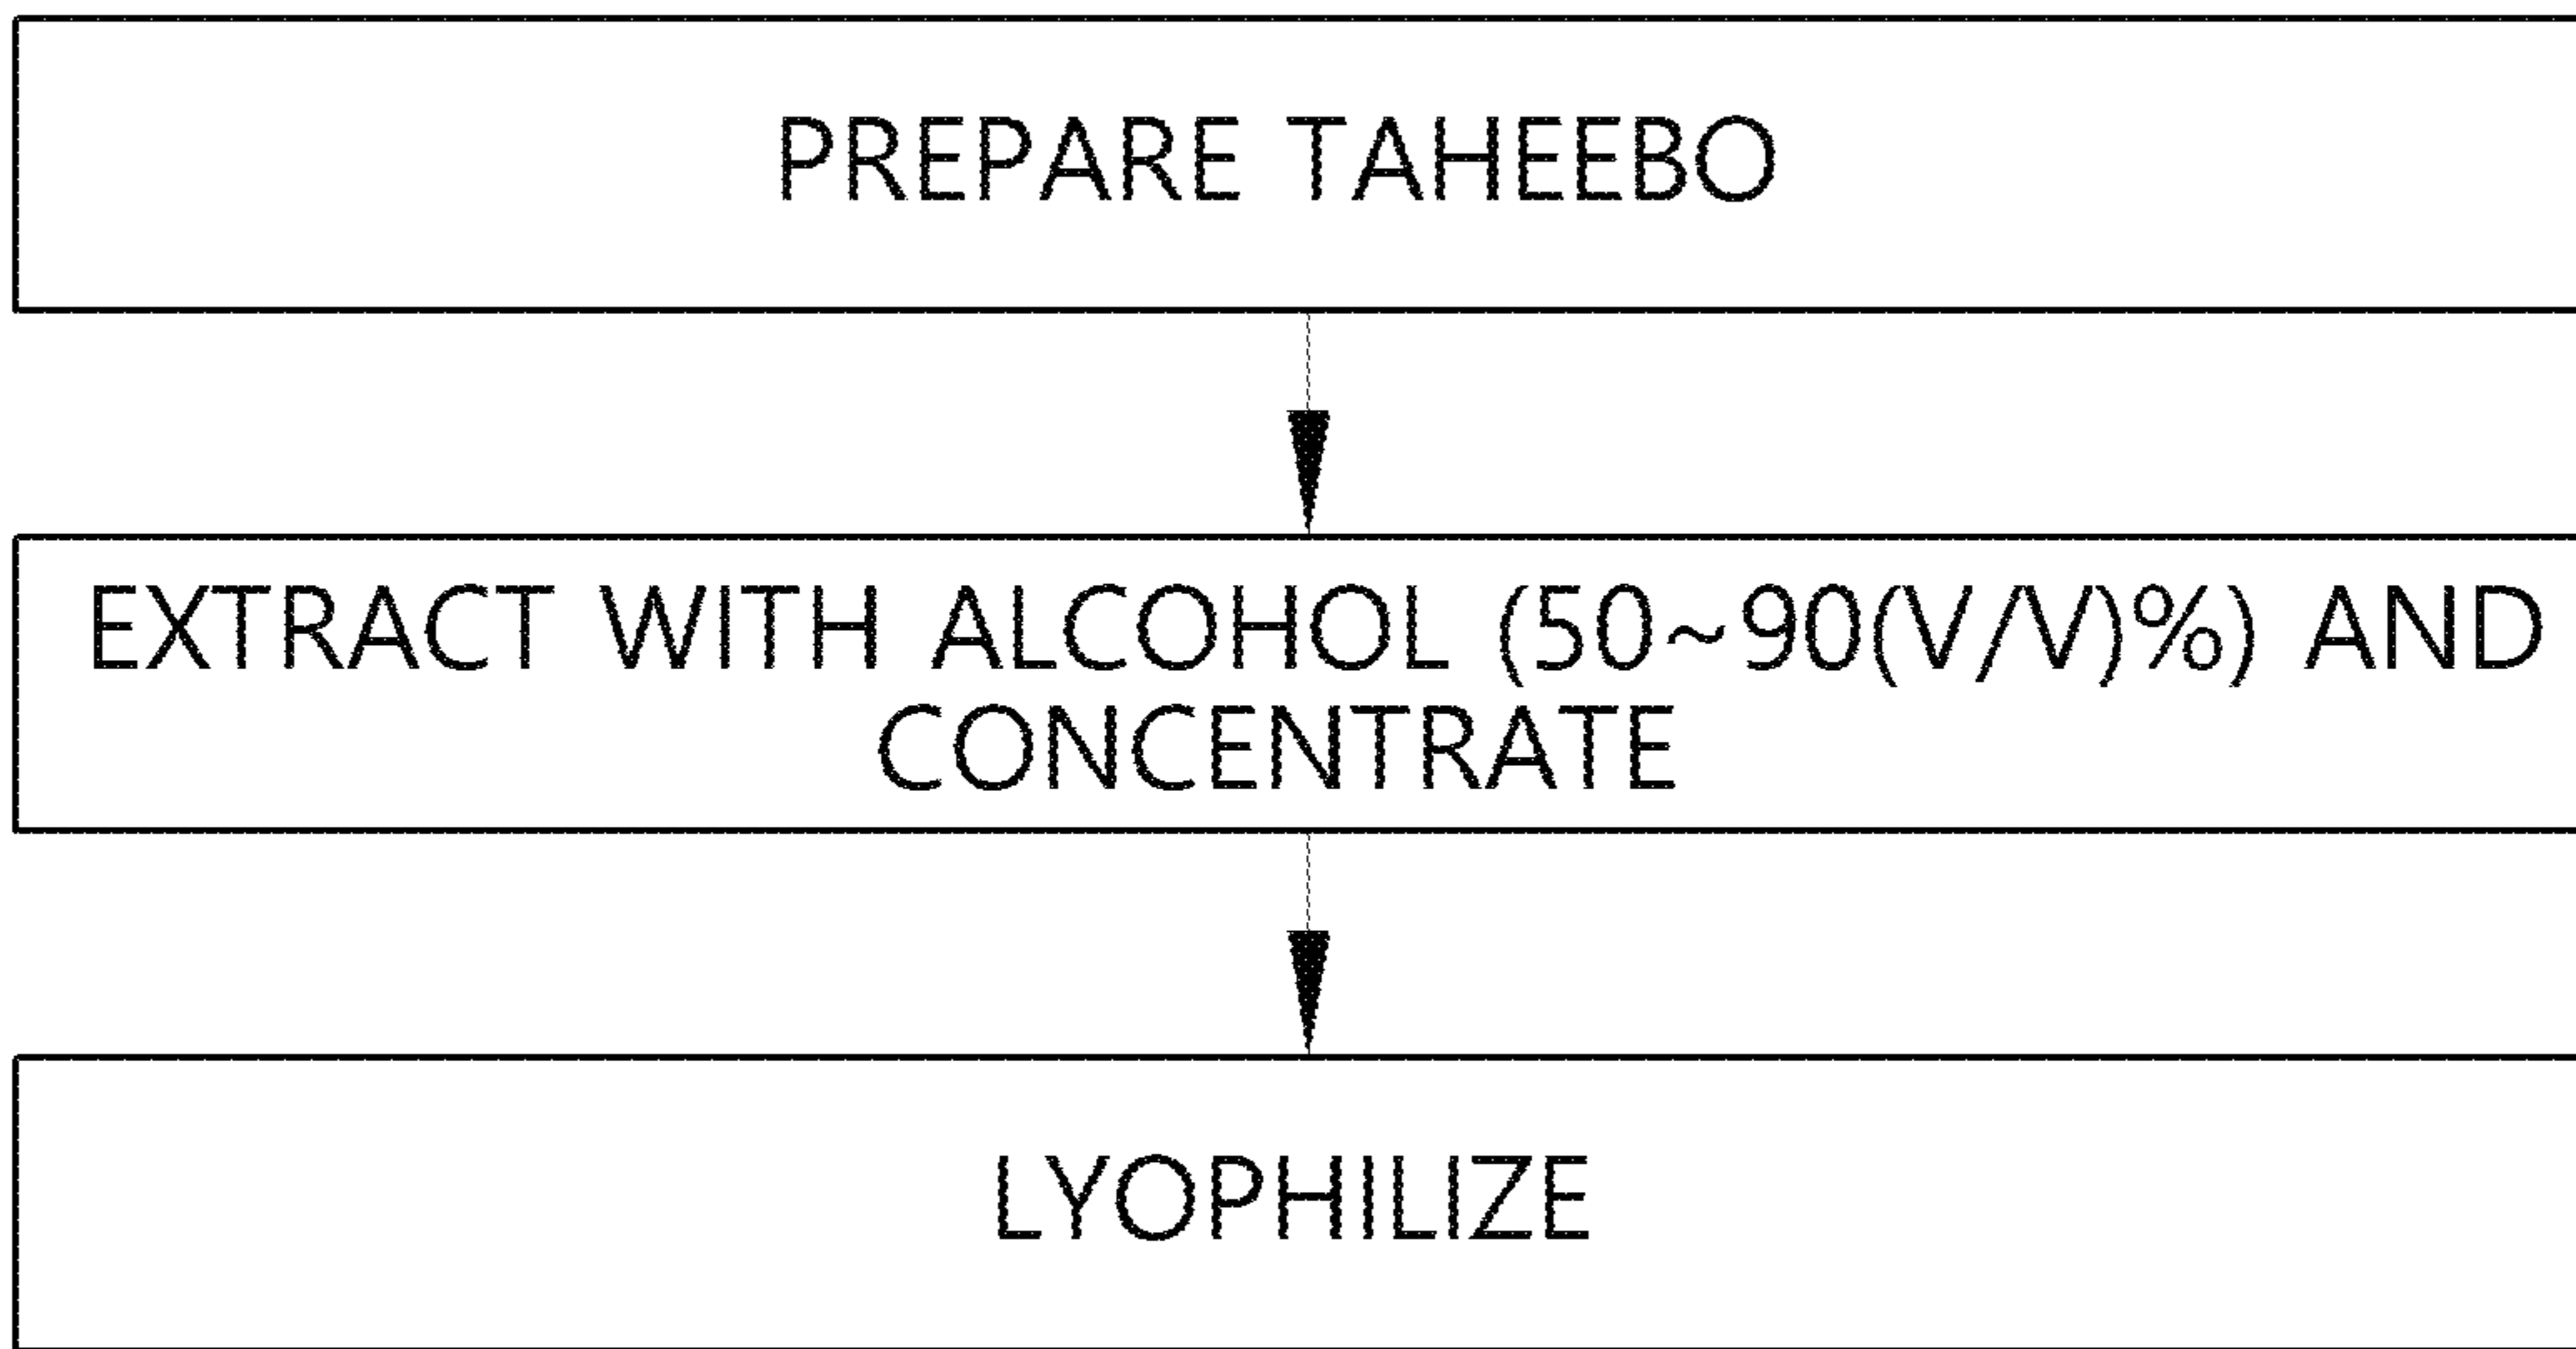 PREPARE TAHEEBO
EXTRACT WITH ALCOHOL (50~90(V/V)%) AND
CONCENTRATE
LYOPHILIZE